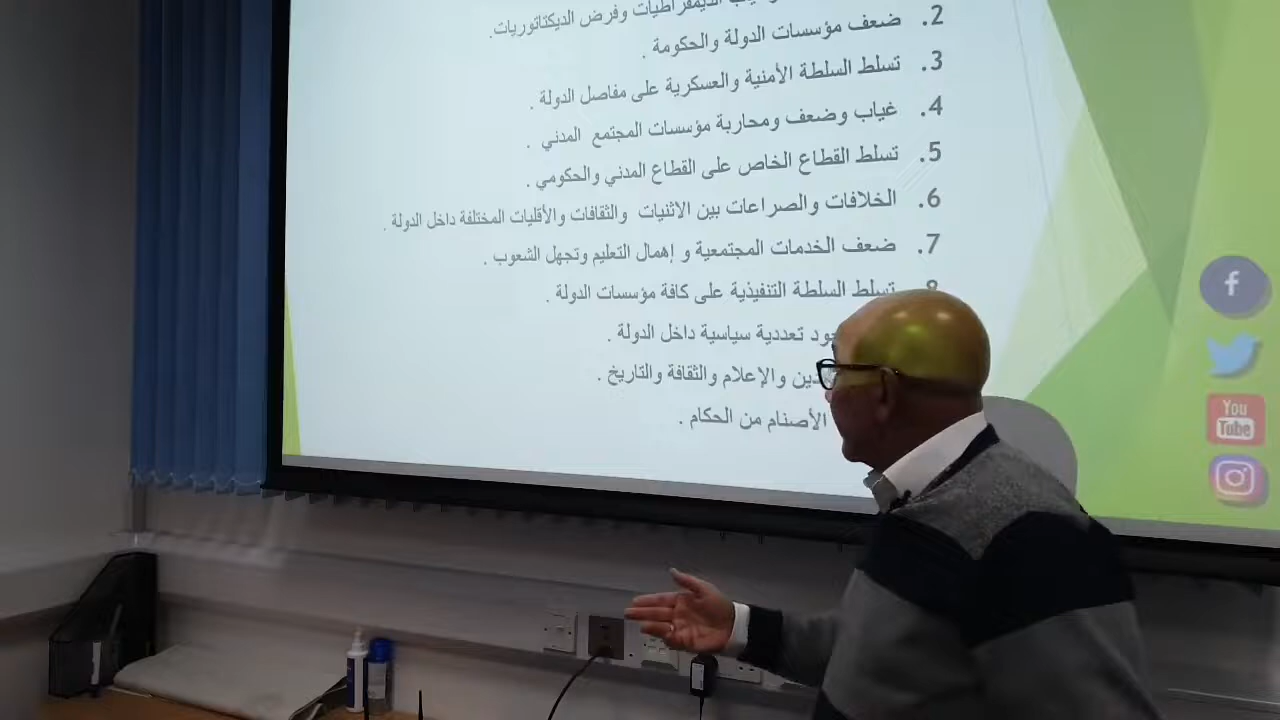 الديمقراطيات وفرض الديكتاتوريات.
2. ضعف مؤسسات الدولة والحكومة .
3. تسلط السلطة الأمنية والعسكرية على مفاصل الدولة .
4. غياب وضعف ومحاربة مؤسسات المجتمع المدني .
5. تسلط القطاع الخاص على القطاع المدني والحكومي .
6. الخلافات والصراعات بين الاثنيات والثقافات والأقليات المختلفة داخل الدولة .
7. ضعف الخدمات المجتمعية و إهمال التعليم وتجهل الشعوب .
8. تسلط السلطة التنفيذية على كافة مؤسسات الدولة .
تعددية سياسية داخل الدولة .
والإعلام والثقافة والتاريخ .
الأصنام من الحكام .
f
You
Tube